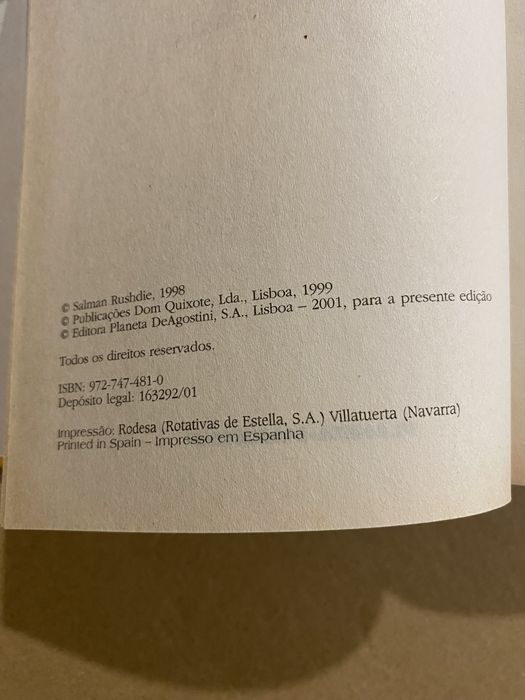 © Salman Rushdie, 1998
© Publicações Dom Quixote, Lda., Lisboa, 1999
© Editora Planeta DeAgostini, S.A., Lisboa – 2001, para a presente edição
Todos os direitos reservados.
ISBN: 972-747-481-0
Depósito legal: 163292/01
Impressão: Rodesa (Rotativas de Estella, S.A.) Villatuerta (Navarra)
Printed in Spain – Impresso em Espanha